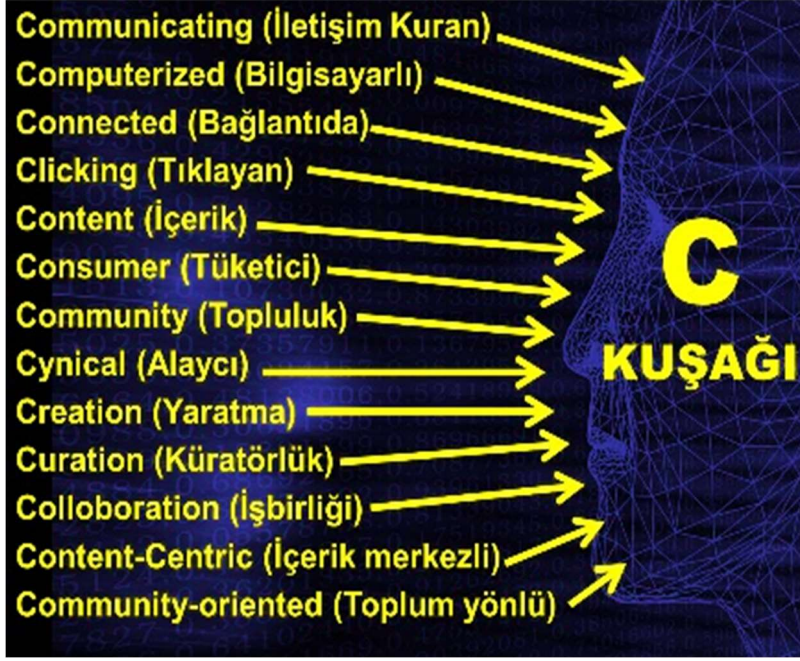 Communicating (İletişim Kuran)
Computerized (Bilgisayarlı)
Connected (Bağlantıda)
Clicking (Tıklayan)
Content (İçerik)
Consumer (Tüketici)
Community (Topluluk)
Cynical (Alaycı)
Creation (Yaratma)
Curation (Küratörlük)
Colloboration (İşbirliği)
Content-Centric (İçerik merkezli)
Community-oriented (Toplum yönlü)
C
KUŞAĞI